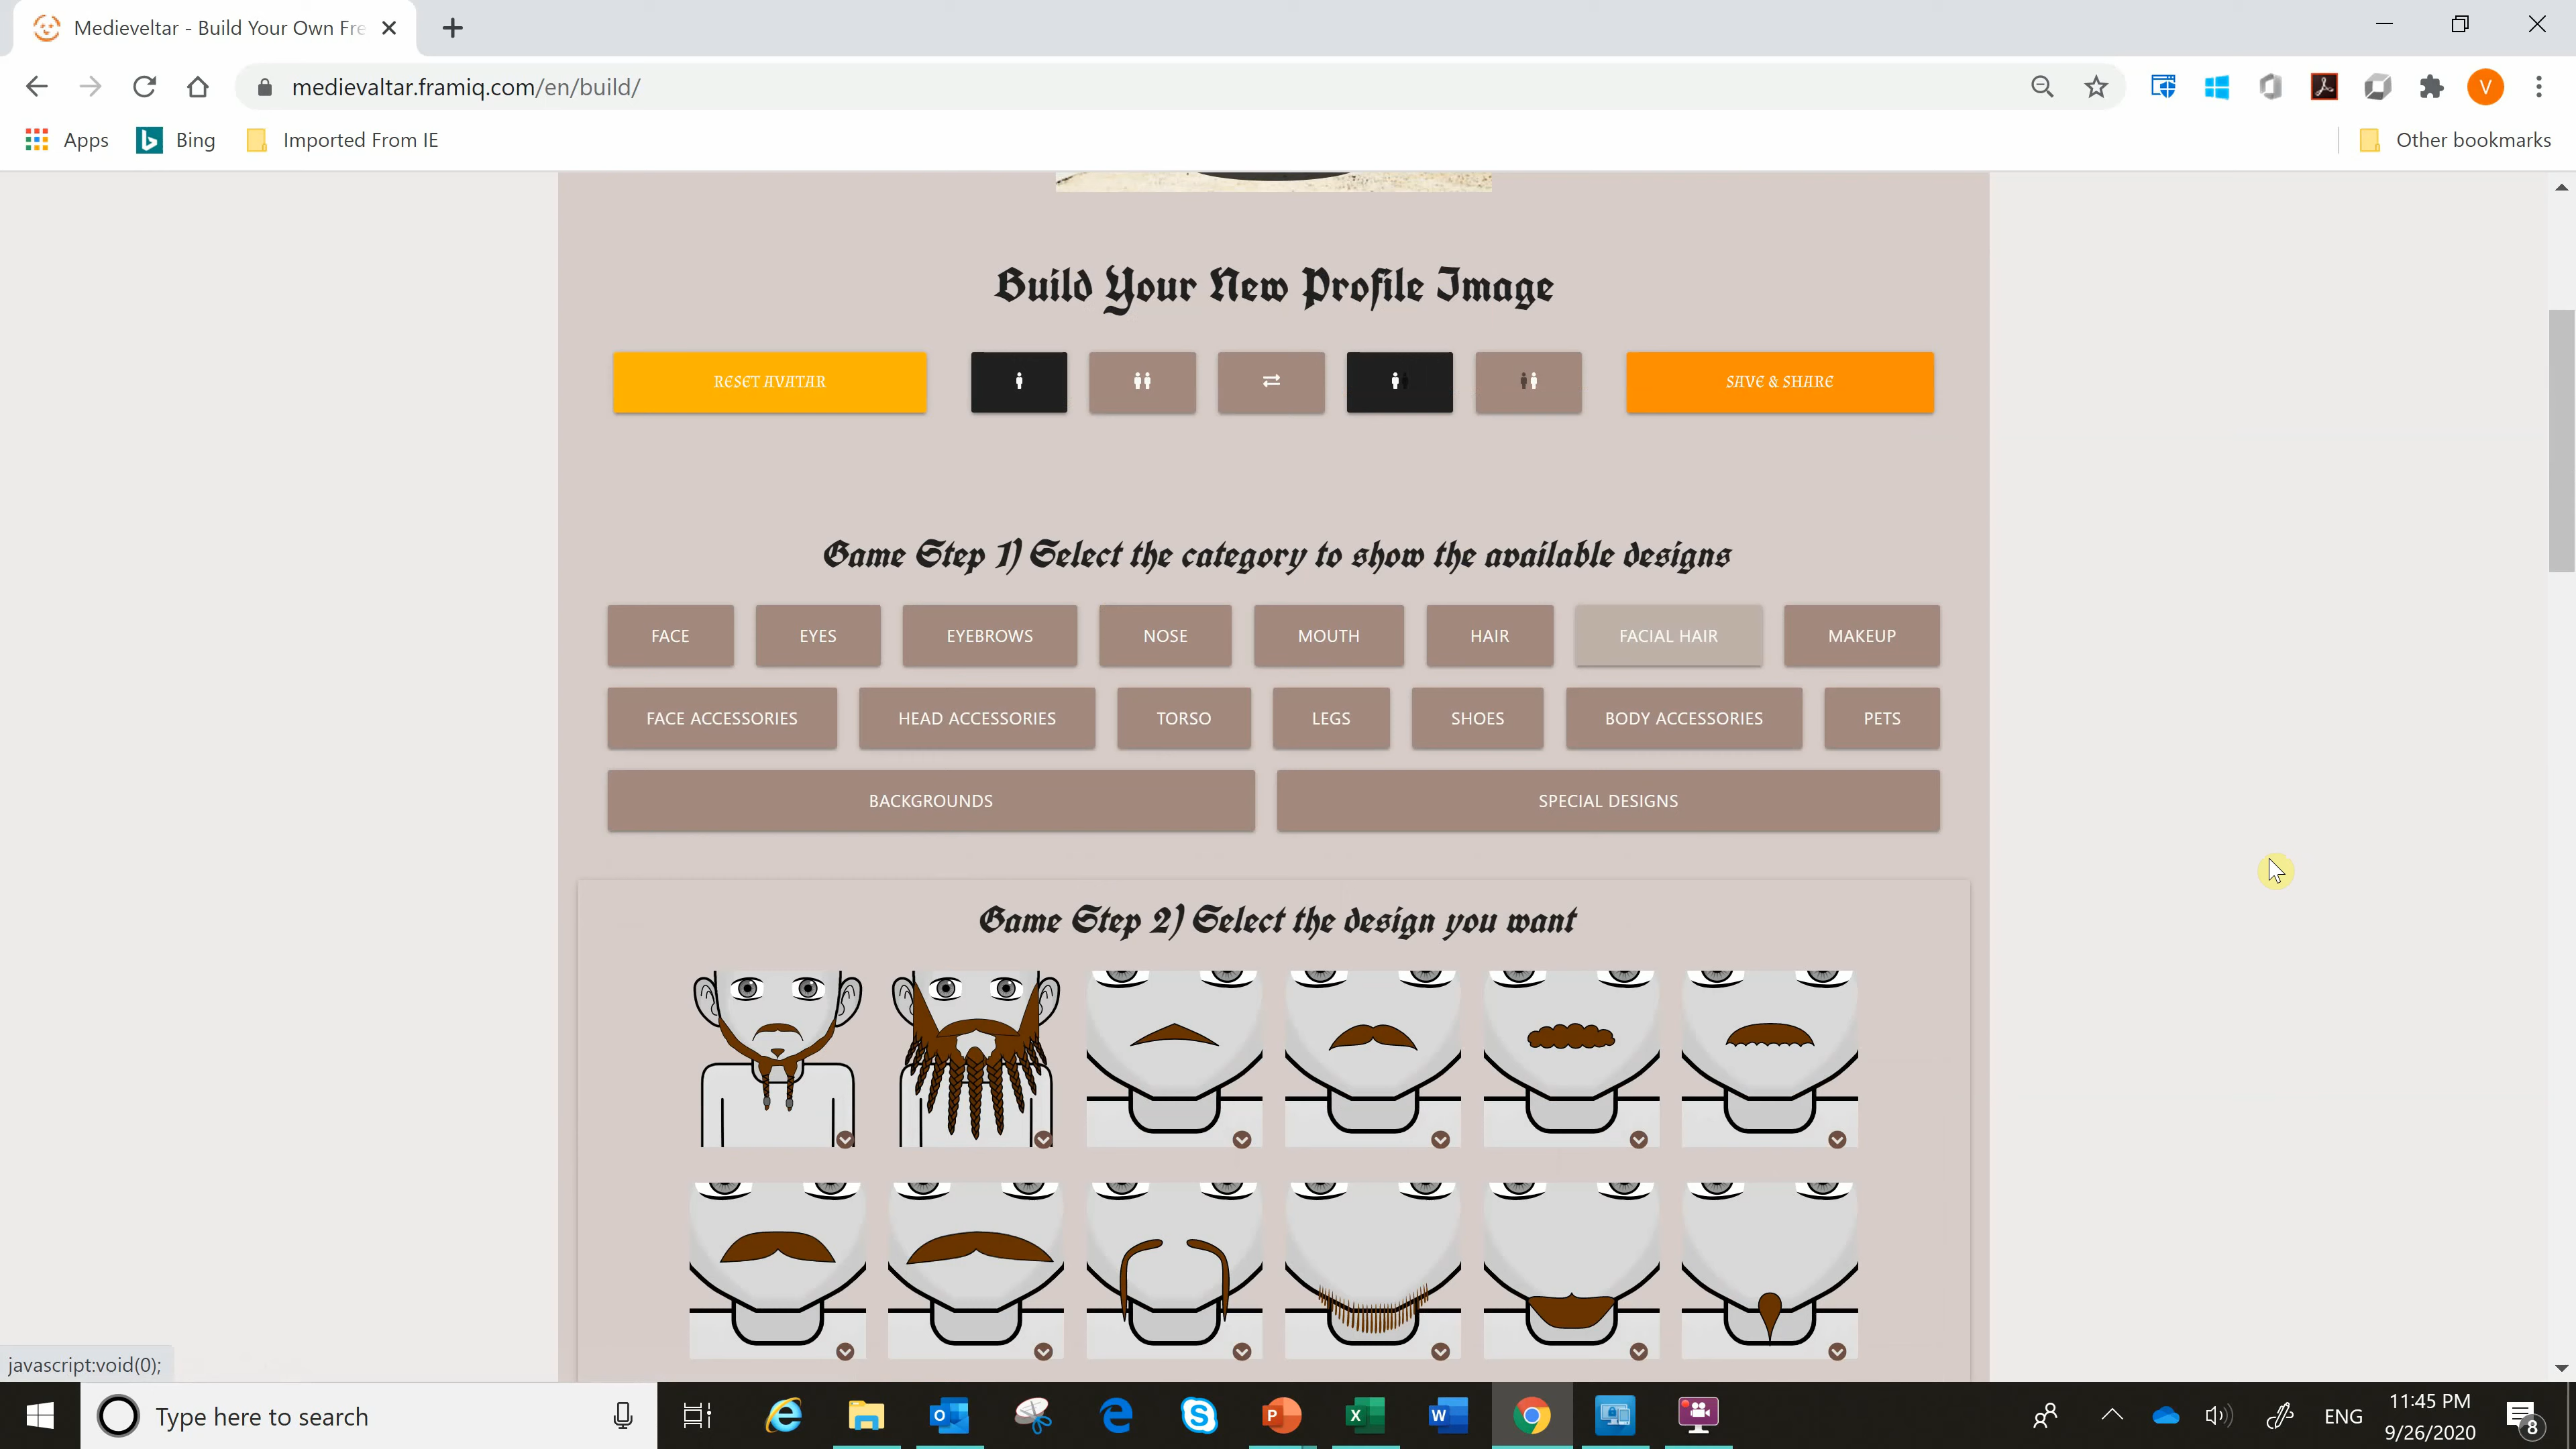 Medieveltar - Build Your Own Fre
medievaltar.framiq.com/en/build/
V
Apps
Bing
Imported From IE
Other bookmarks
Build Your New Profile Image
RESET AVATAR
SAVE & SHARE
Game Step 1) Select the category to show the available designs
FACE
EYES
EYEBROWS
NOSE
MOUTH
HAIR
FACIAL HAIR
MAKEUP
FACE ACCESSORIES
HEAD ACCESSORIES
TORSO
LEGS
SHOES
BODY ACCESSORIES
PETS
BACKGROUNDS
SPECIAL DESIGNS
Game Step 2) Select the design you want
javascript:void(0);
Type here to search
ENG
11:45 PM
9/26/2020
8